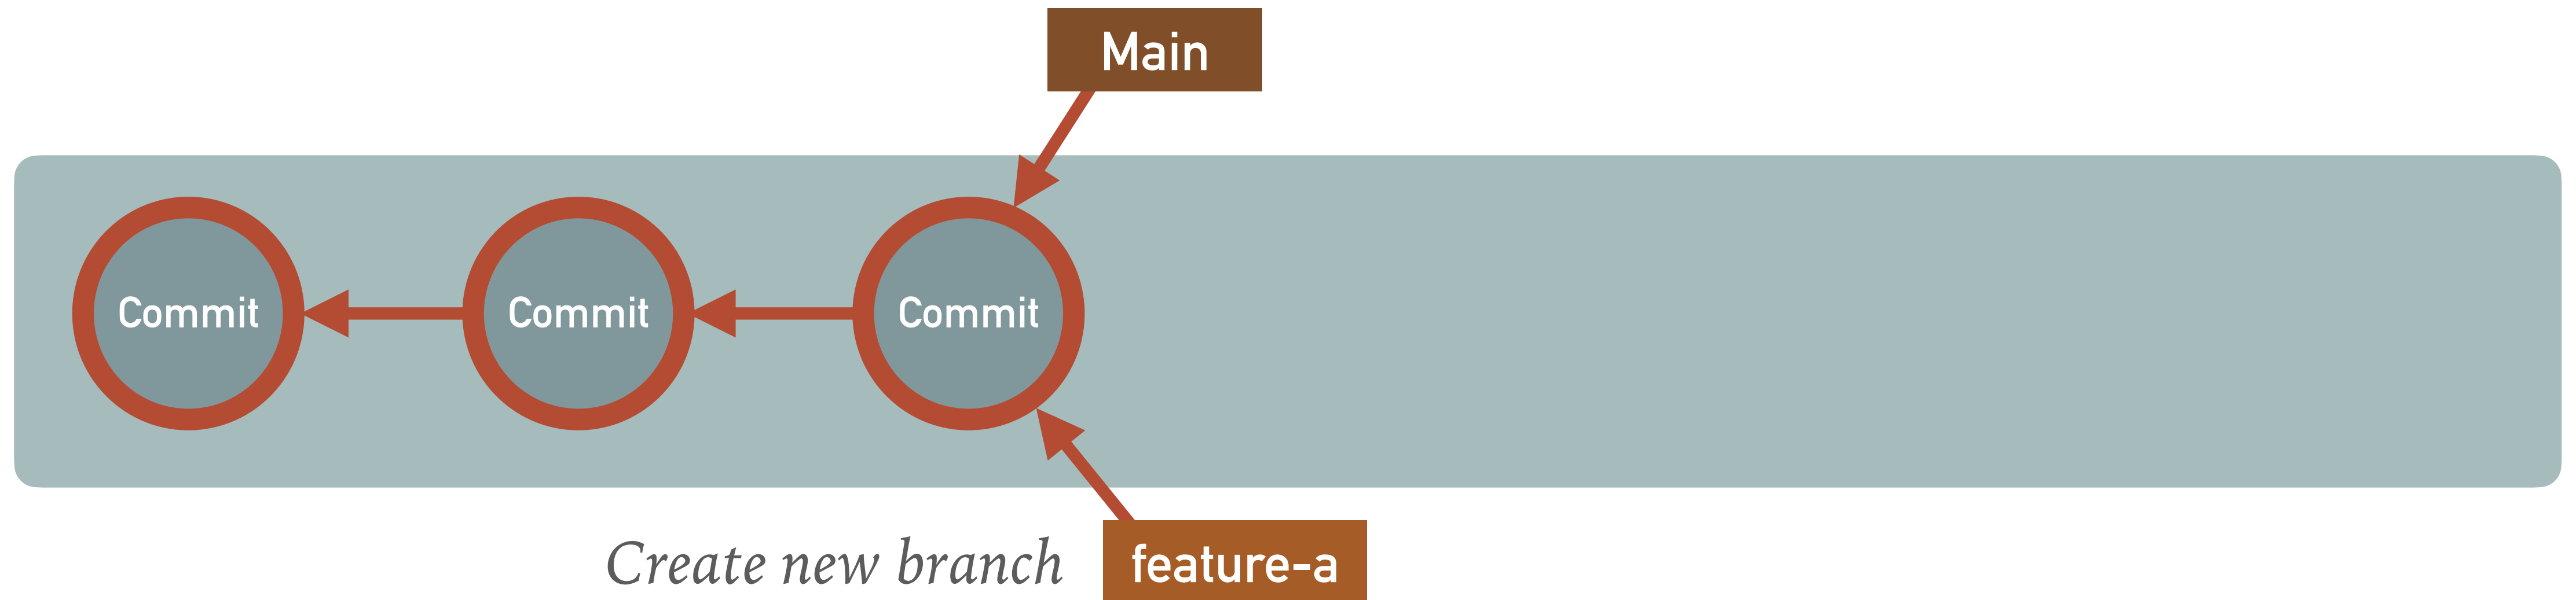 Main
Commit
Commit
Commit
Create new branch
feature-a